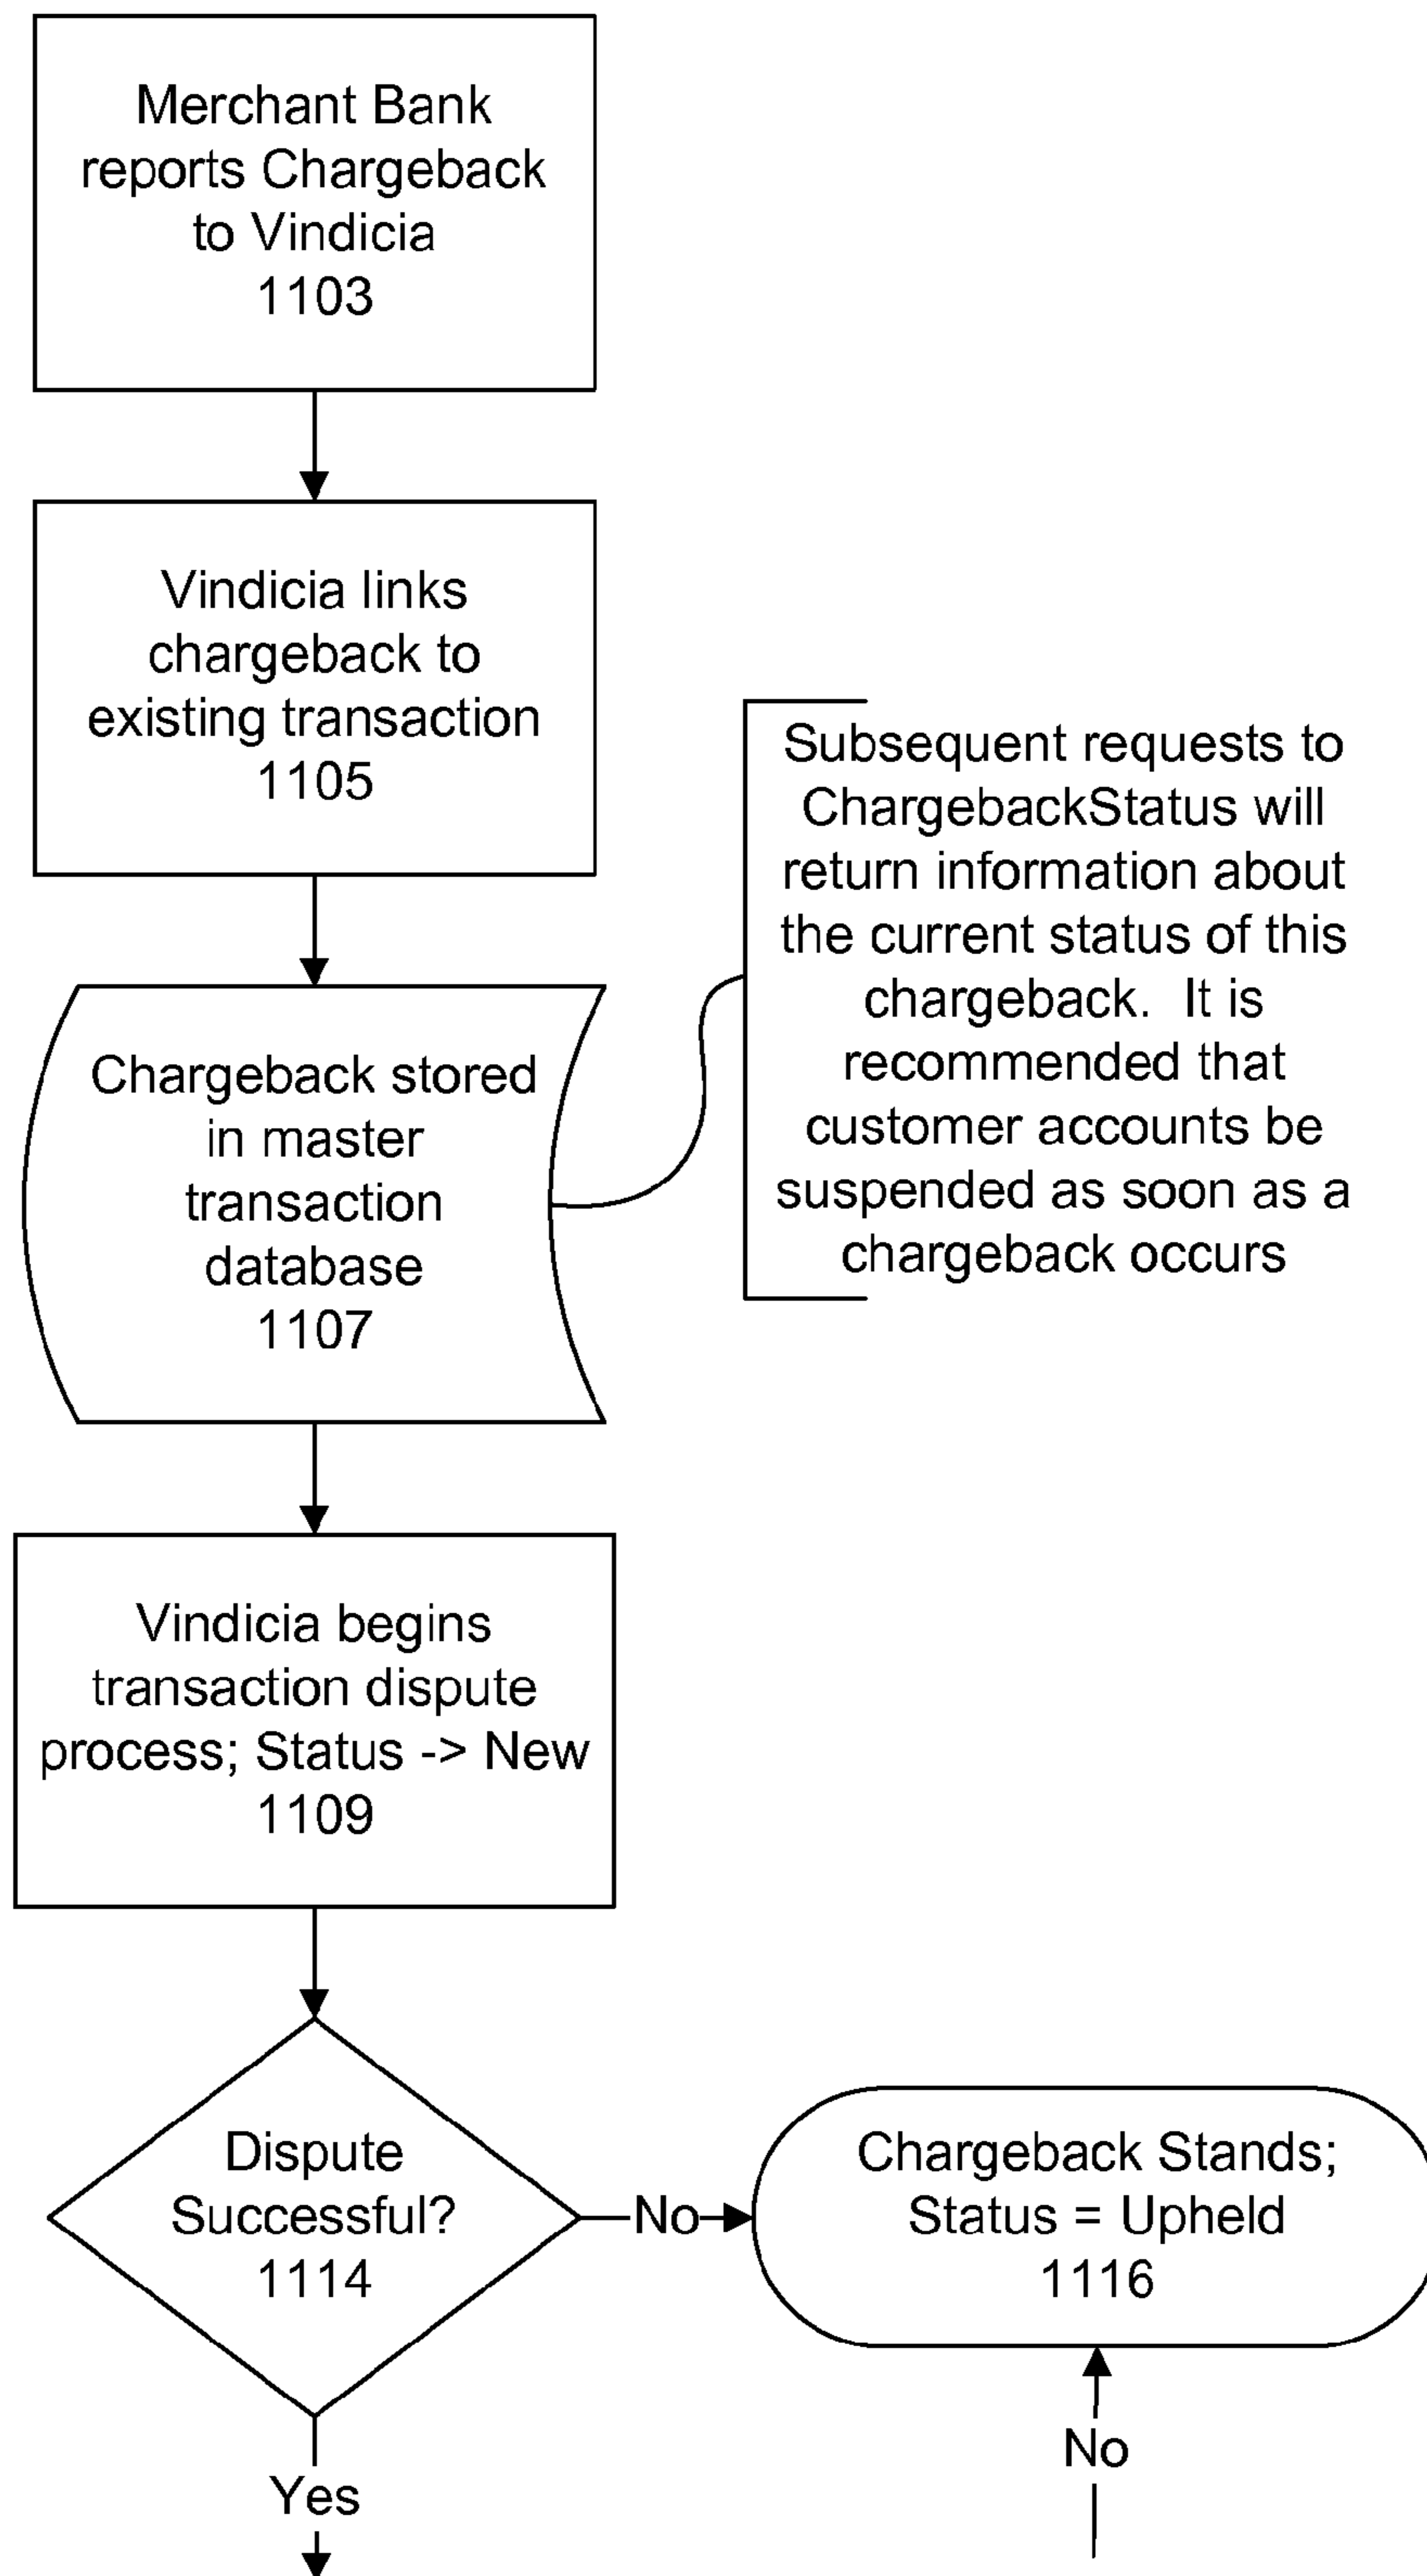 Merchant Bank
reports Chargeback
to Vindicia
1103
Vindicia links
chargeback to
existing transaction
1105
Subsequent requests to
ChargebackStatus will
return information about
the current status of this
chargeback.  It is
recommended that
customer accounts be
suspended as soon as a
chargeback occurs
Chargeback stored
in master
transaction
database
1107
Vindicia begins
transaction dispute
process; Status -> New
1109
Dispute
Successful?
1114
No
Chargeback Stands;
Status = Upheld
1116
No
Yes